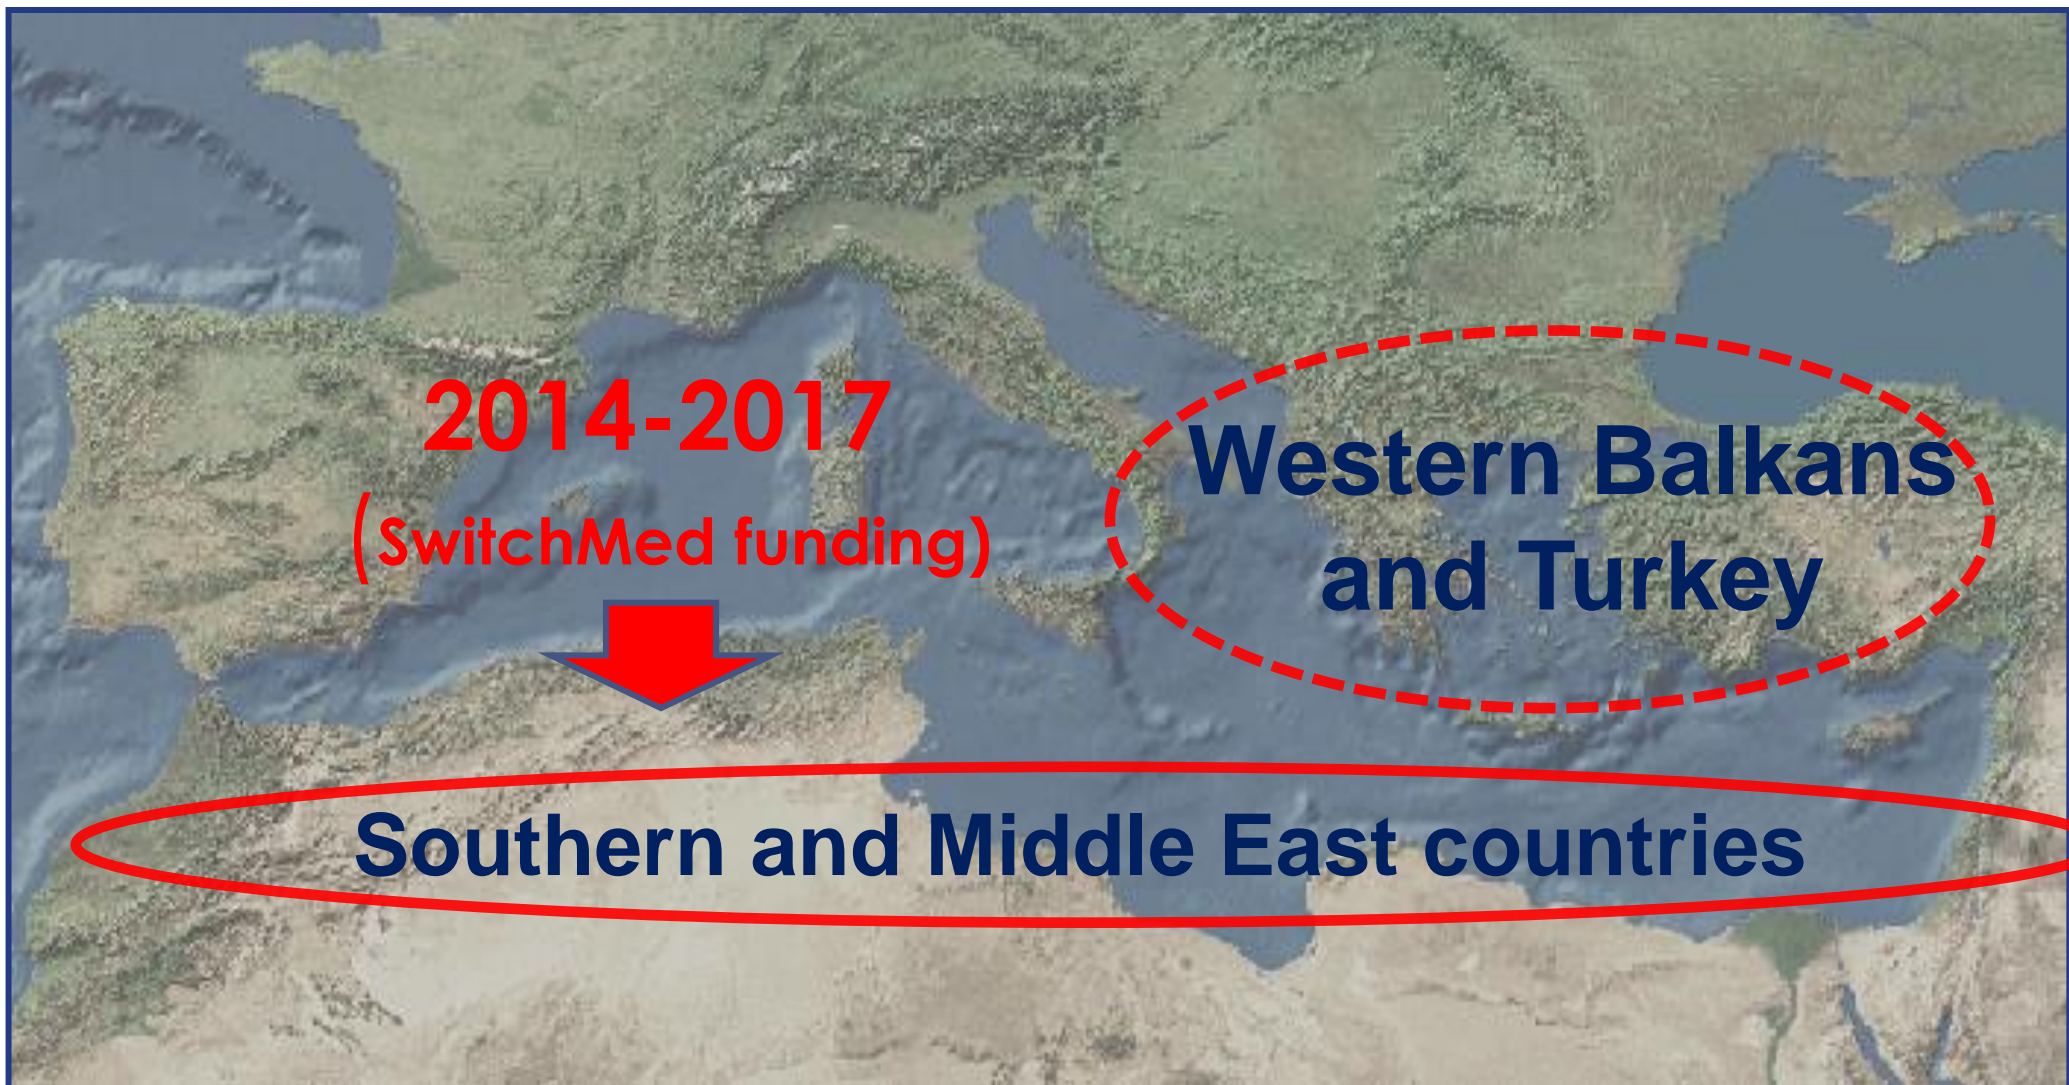 2014-2017
(SwitchMed funding)
Western Balkans
and Turkey
Southern and Middle East countries